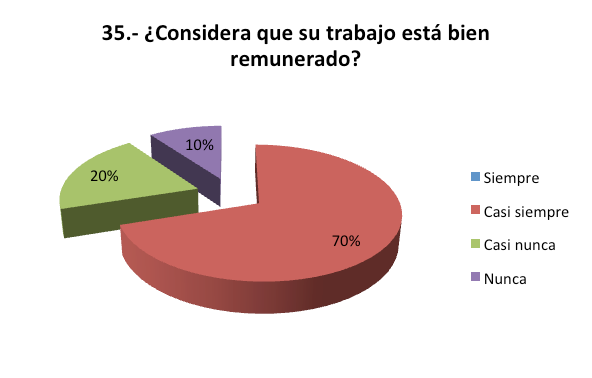 35.- ¿Considera que su trabajo está bien
remunerado?
10%
20%
70%
Siempre
Casi siempre
Casi nunca
Nunca